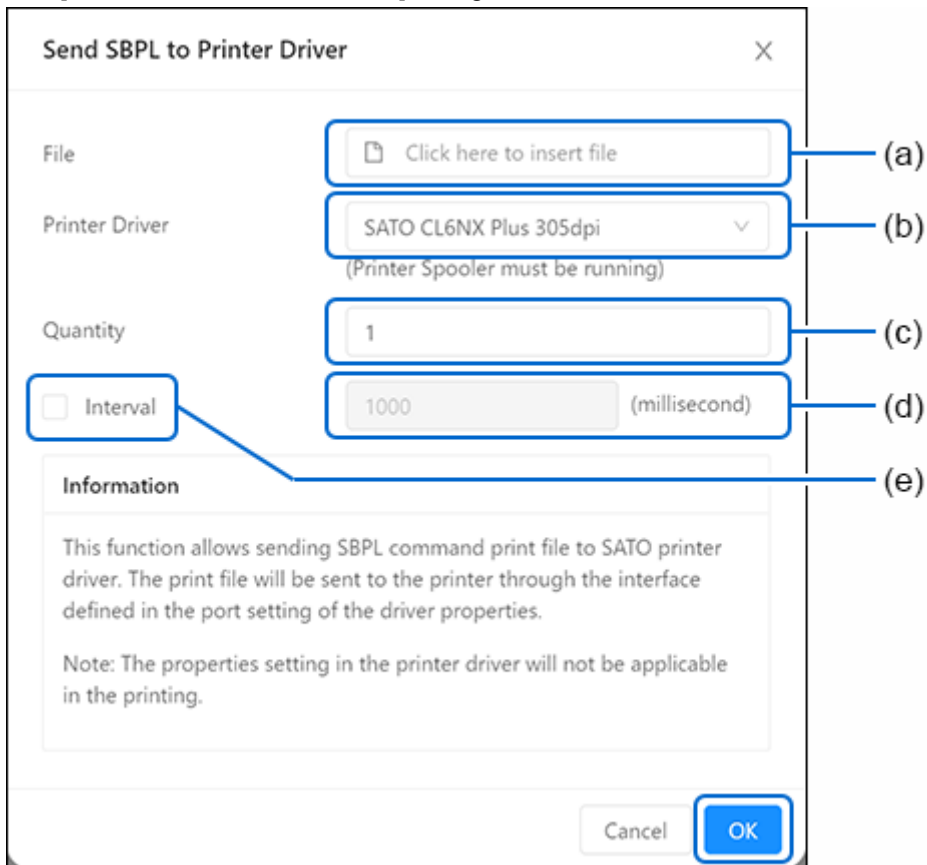 Send SBPL to Printer Driver
File
Click here to insert file
(a)
Printer Driver
SATO CL6NX Plus 305dpi
(b)
(Printer Spooler must be running)
Quantity
1
(c)
Interval
1000
(millisecond)
(d)
(e)
Information
This function allows sending SBPL command print file to SATO printer
driver. The print file will be sent to the printer through the interface
defined in the port setting of the driver properties.
Note: The properties setting in the printer driver will not be applicable
in the printing.
Cancel
OK